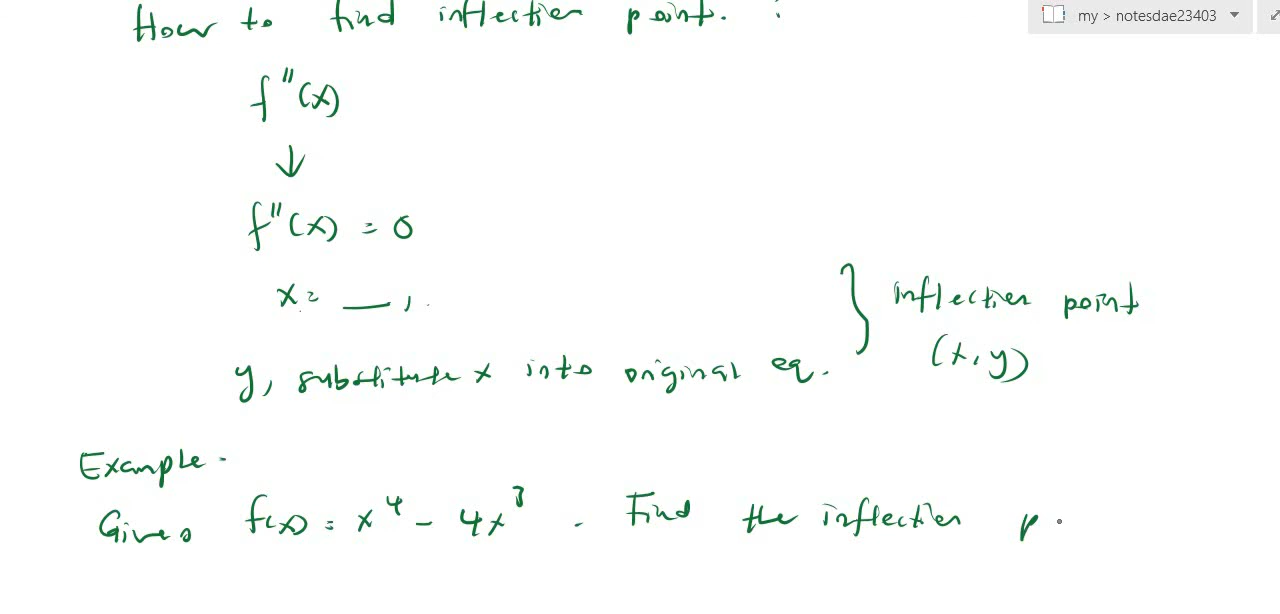 How to find inflection point. :
my > notesdae23403
f"(x)
↓
f"(x) = 0
x = __,
y, substitute x into original eq. } inflection point
(x, y)
Example.
Given f(x) = x⁴ - 4x³. Find the inflection p